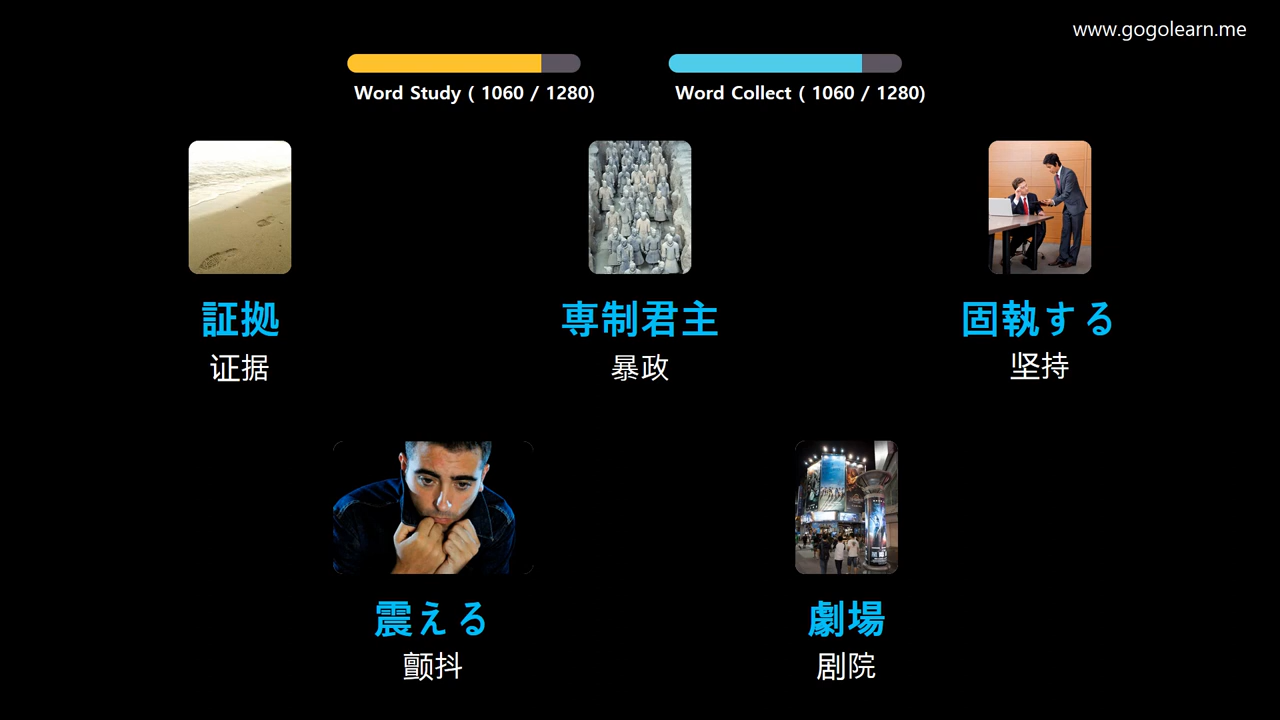 www.gogolearn.me
Word Study ( 1060 / 1280)
Word Collect ( 1060 / 1280)
証拠
专制君主
固執する
证据
暴政
坚持
震える
劇場
颤抖
剧院